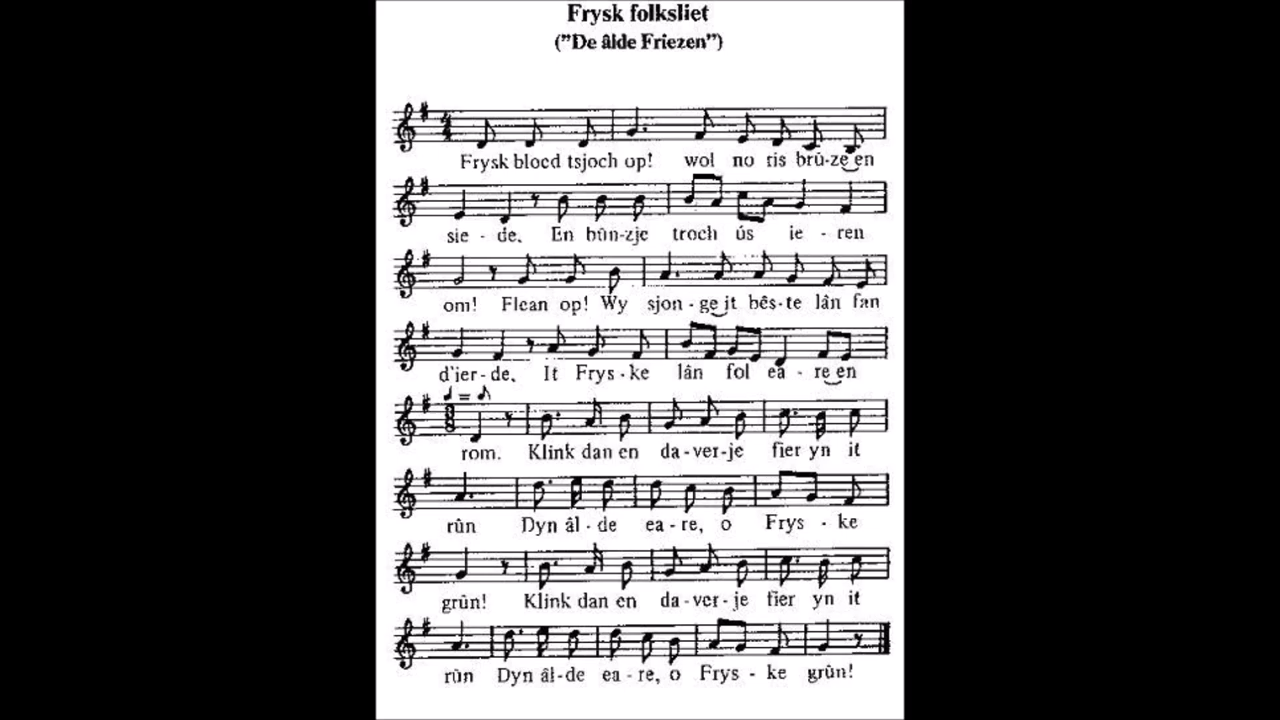 Frysk folksliet
("De âlde Friezen")
Frysk bloed tsjoch op! wol no ris brûze en
sie - de. En bûn-zje troch ús ie - ren
om! Flean op! Wy sjon - ge it bês-te lân fan
d'ier-de. It Frys-ke lân fol ea - re en
rom. Klink dan en da-ver-je fier yn it
rûn Dyn âl-de ea-re, o Frys - ke
grûn! Klink dan en da-ver-je fier yn it
rûn Dyn âl-de ea-re, o Frys - ke grûn!